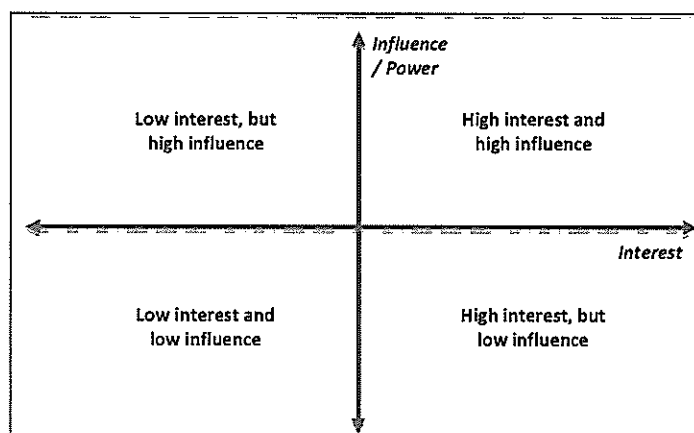 Influence
/ Power
Low interest, but
high influence
High interest and
high influence
Interest
Low interest and
low influence
High interest, but
low influence